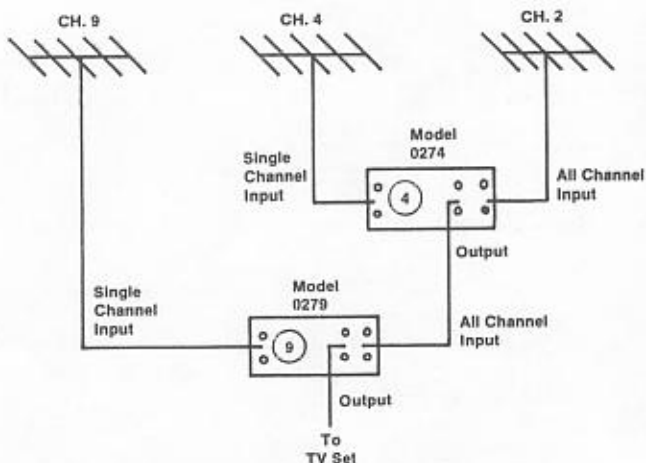 CH. 9
CH. 4
CH. 2
Model
0274
Single
Channel
Input
4
All Channel
Input
Output
Model
0279
Single
Channel
Input
9
All Channel
Input
Output
To
TV Set